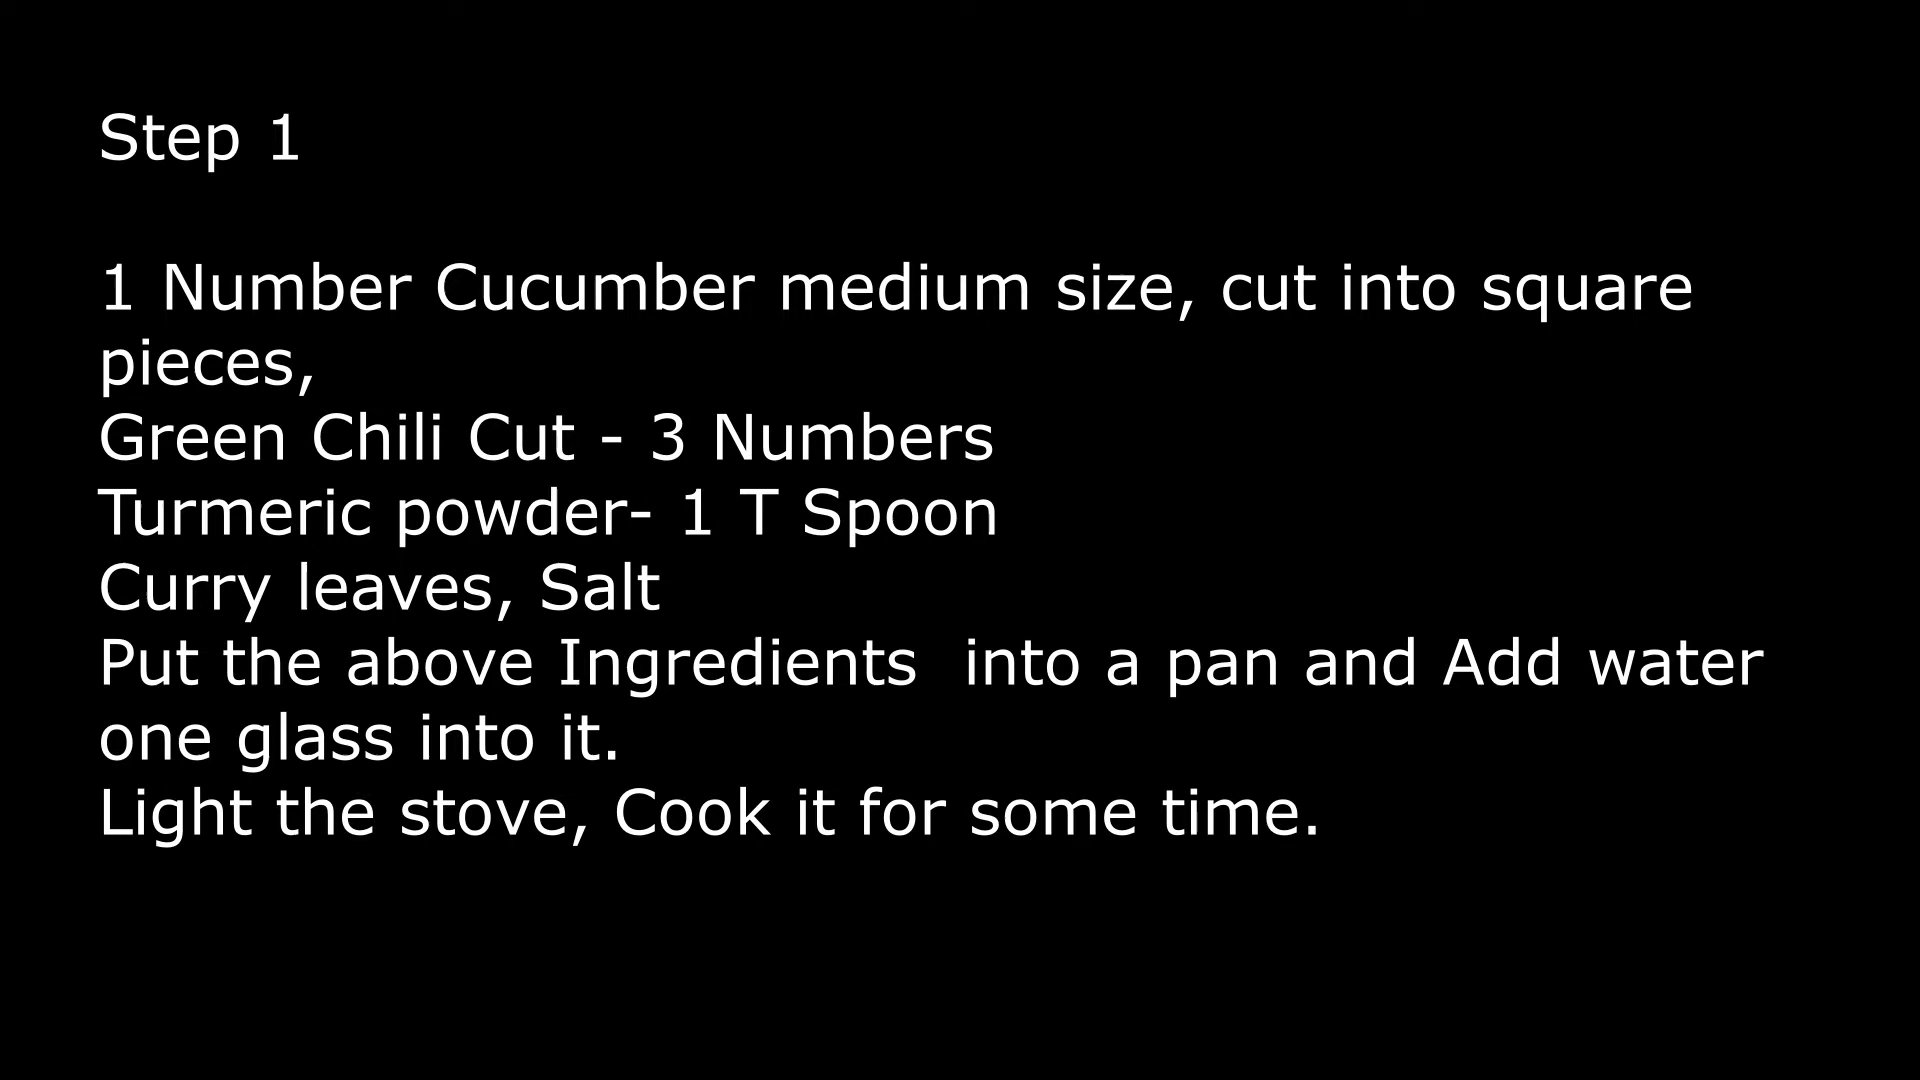 Step 1
1 Number Cucumber medium size, cut into square
pieces,
Green Chili Cut - 3 Numbers
Turmeric powder- 1 T Spoon
Curry leaves, Salt
Put the above Ingredients  into a pan and Add water
one glass into it.
Light the stove, Cook it for some time.